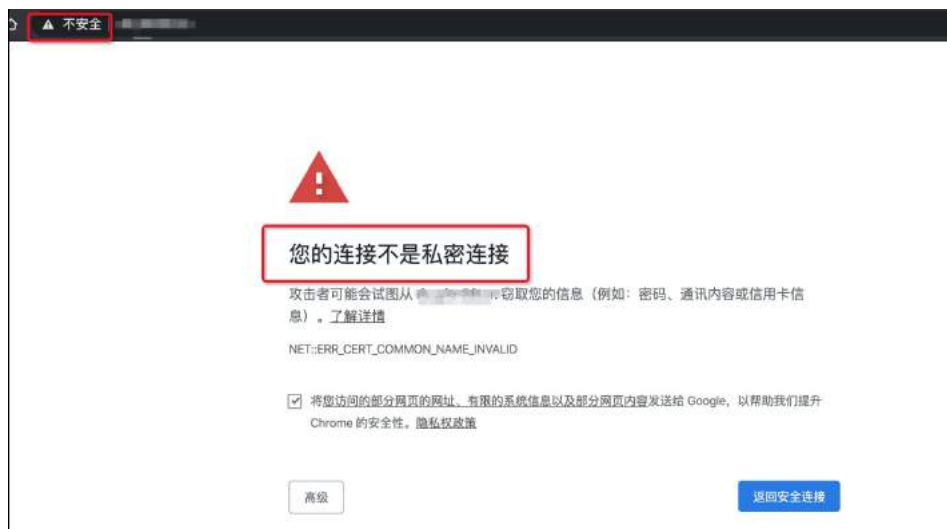 不安全
您的连接不是私密连接
攻击者可能会试图从 窃取您的信息（例如：密码、通讯内容或信用卡信
息）。了解详情
NET::ERR_CERT_COMMON_NAME_INVALID
将您访问的部分网页的网址、有限的系统信息以及部分网页内容发送给 Google，以帮助我们提升
Chrome 的安全性。隐私权政策
高级
返回安全连接